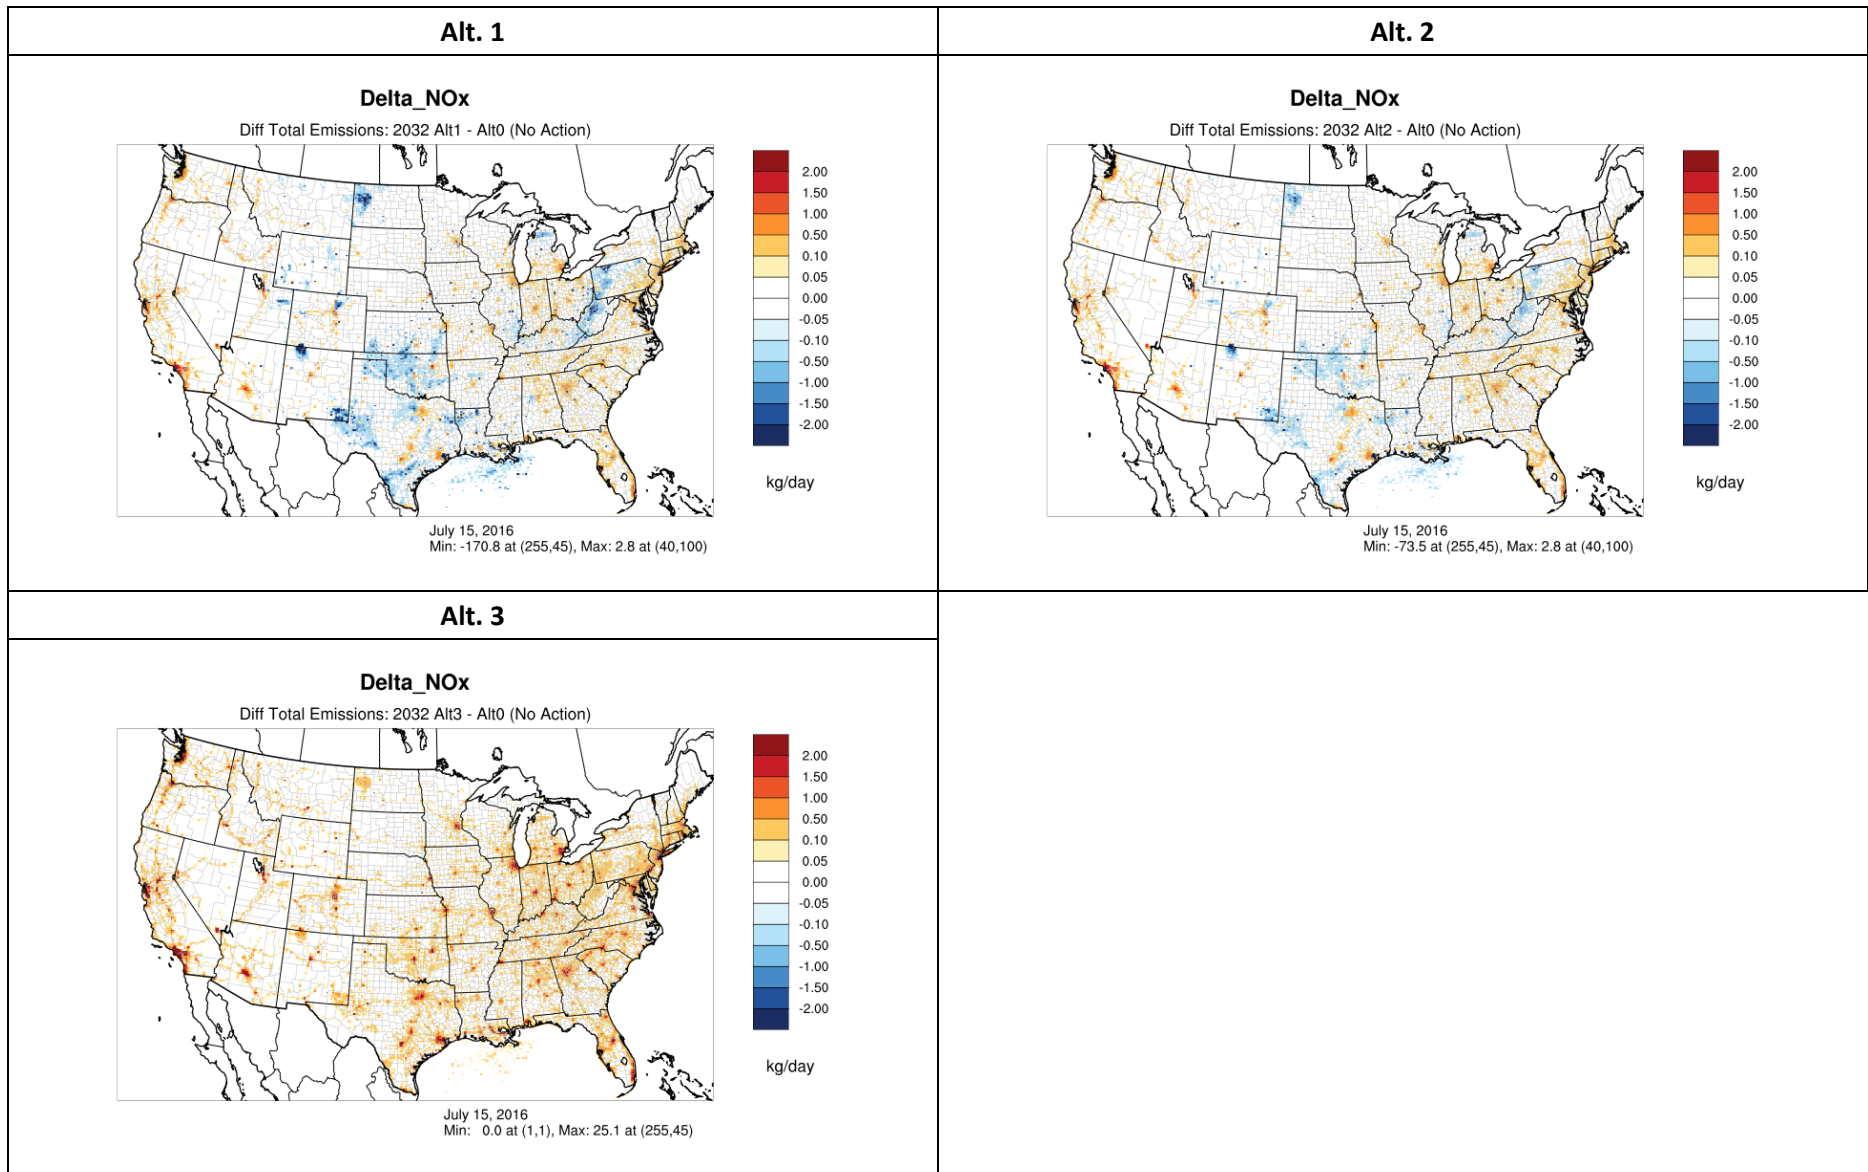 Alt. 1
Delta_NOx
Diff Total Emissions: 2032 Alt1 - Alt0 (No Action)
2.00
1.50
1.00
0.50
0.10
0.05
0.00
-0.05
-0.10
-0.50
-1.00
-1.50
-2.00
kg/day
July 15, 2016
Min: -170.8 at (255,45), Max: 2.8 at (40,100)
Alt. 2
Delta_NOx
Diff Total Emissions: 2032 Alt2 - Alt0 (No Action)
2.00
1.50
1.00
0.50
0.10
0.05
0.00
-0.05
-0.10
-0.50
-1.00
-1.50
-2.00
kg/day
July 15, 2016
Min: -73.5 at (255,45), Max: 2.8 at (40,100)
Alt. 3
Delta_NOx
Diff Total Emissions: 2032 Alt3 - Alt0 (No Action)
2.00
1.50
1.00
0.50
0.10
0.05
0.00
-0.05
-0.10
-0.50
-1.00
-1.50
-2.00
kg/day
July 15, 2016
Min: 0.0 at (1,1), Max: 25.1 at (255,45)